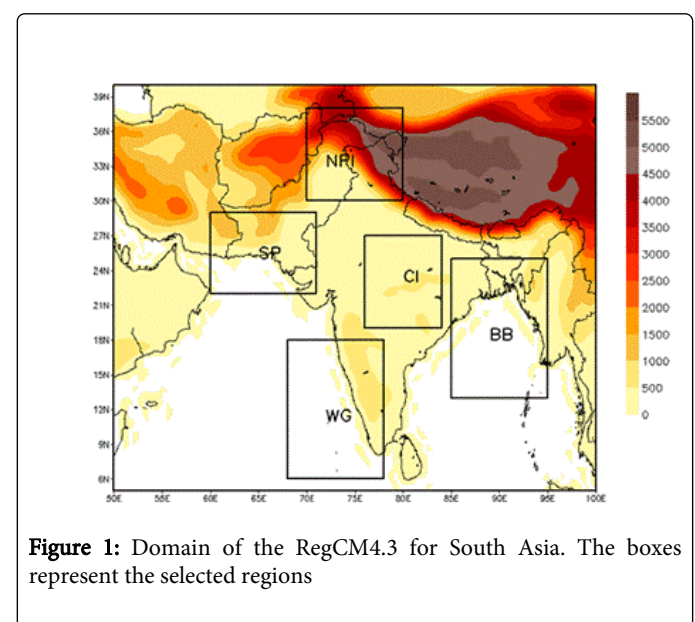 39N
36N
33N
30N
27N
24N
21N
18N
15N
12N
9N
6N
50E 55E 60E 65E 70E 75E 80E 85E 90E 95E 100E
NPI
SP
CI
BB
WG
5500
5000
4500
4000
3500
3000
2500
2000
1500
1000
500
0
Figure 1: Domain of the RegCM4.3 for South Asia. The boxes
represent the selected regions